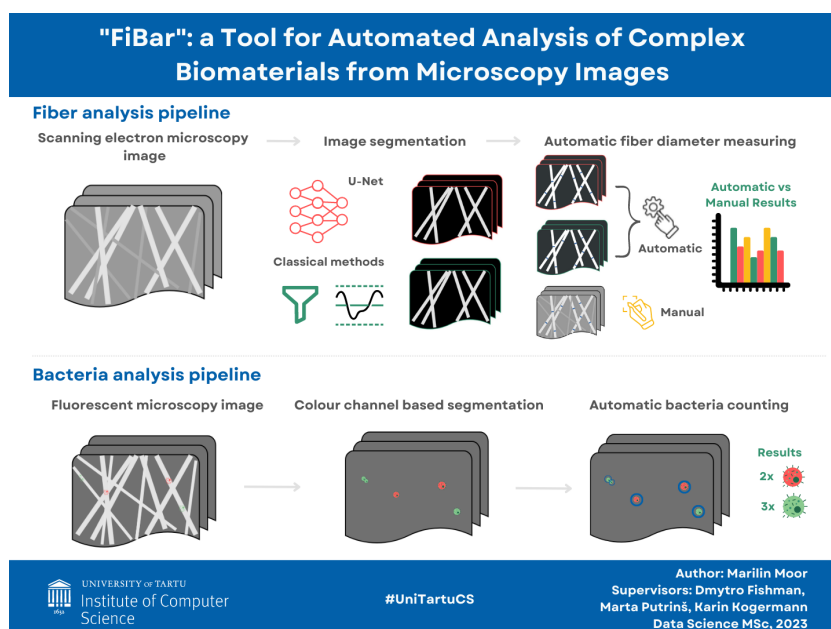 "FiBar": a Tool for Automated Analysis of Complex
Biomaterials from Microscopy Images
Fiber analysis pipeline
Scanning electron microscopy
image
Image segmentation
Automatic fiber diameter measuring
U-Net
Classical methods
Automatic
Manual
Automatic vs
Manual Results
Bacteria analysis pipeline
Fluorescent microscopy image
Colour channel based segmentation
Automatic bacteria counting
Results
2x
3x
UNIVERSITY OF TARTU
Institute of Computer
Science
1632
#UniTartuCS
Author: Marilin Moor
Supervisors: Dmytro Fishman,
Marta Putrinš, Karin Kogermann
Data Science MSc, 2023